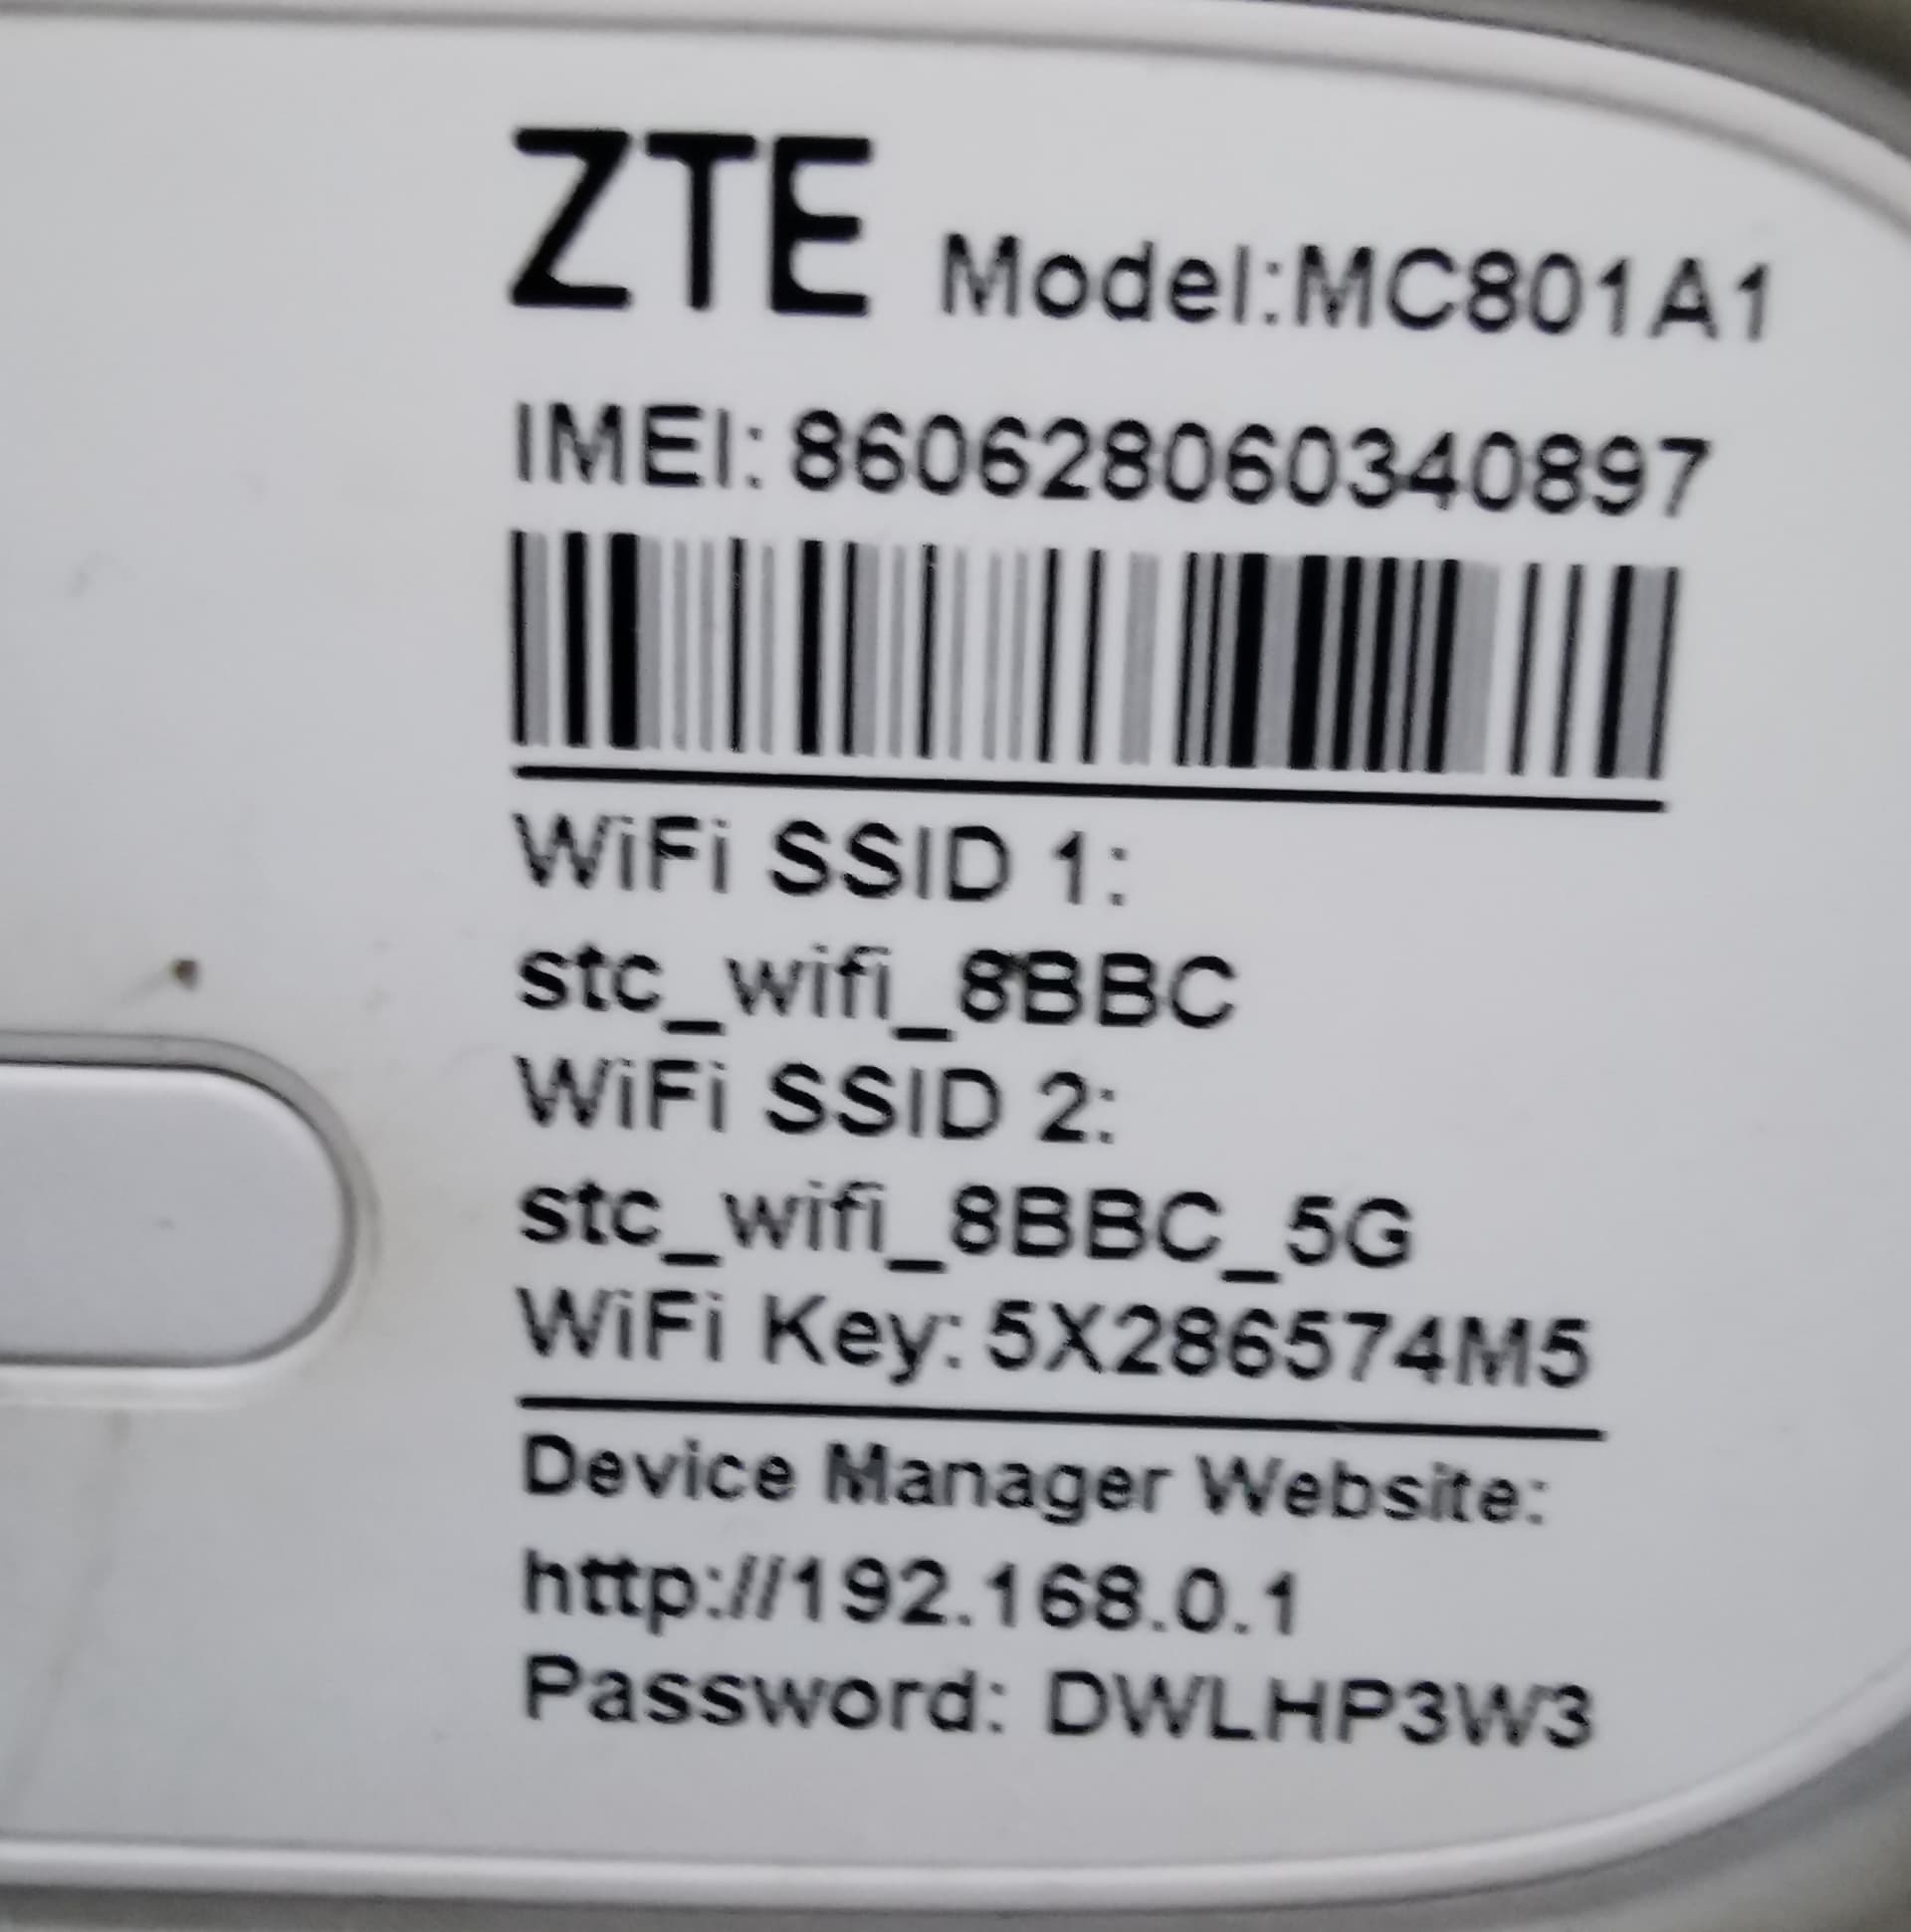 ZTE Model:MC801A1
IMEI: 860628060340897
WiFi SSID 1:
stc_wifi_8BBC
WiFi SSID 2:
stc_wifi_8BBC_5G
WiFi Key: 5X286574M5
Device Manager Website:
http://192.168.0.1
Password: DWLHP3W3